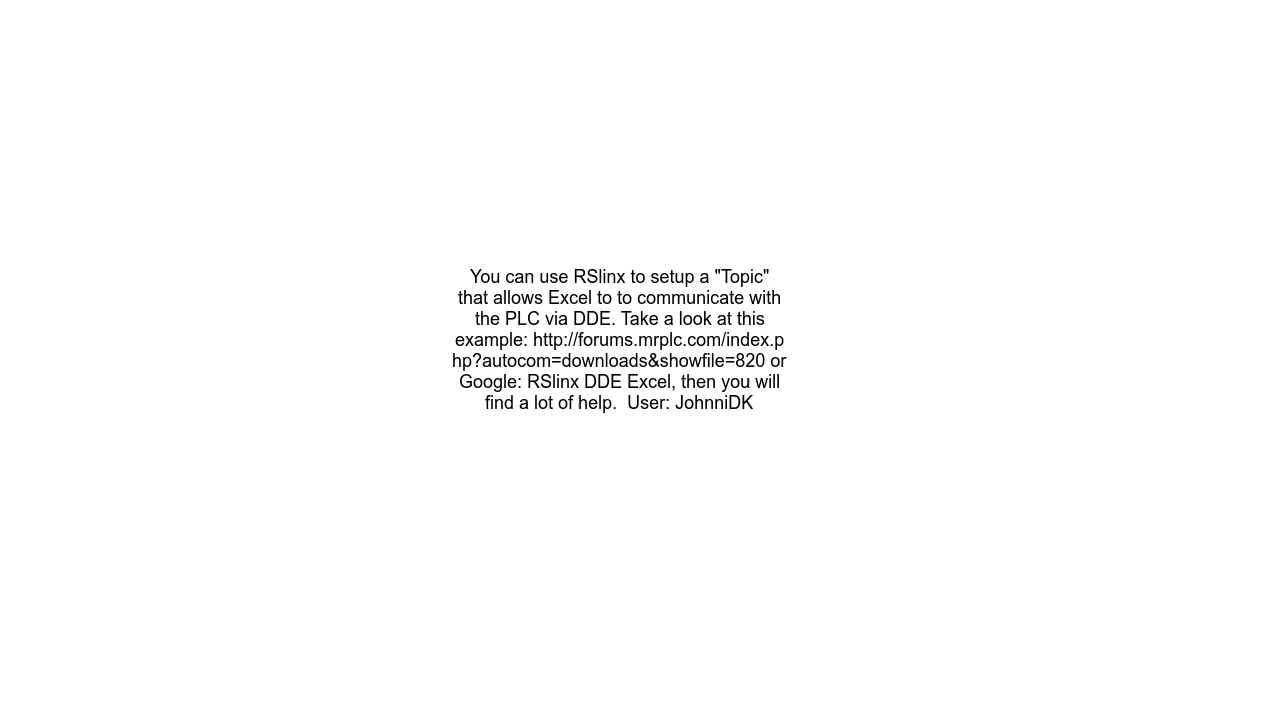 You can use RSlinx to setup a "Topic"
that allows Excel to to communicate with
the PLC via DDE. Take a look at this
example: http://forums.mrplc.com/index.p
hp?autocom=downloads&showfile=820 or
Google: RSlinx DDE Excel, then you will
find a lot of help.  User: JohnniDK